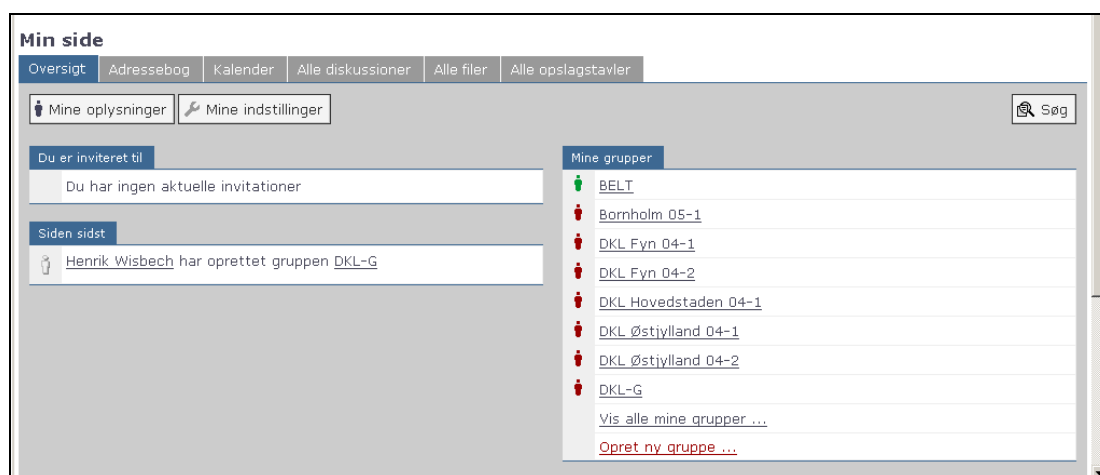 Min side
Oversigt Adressebog Kalender Alle diskussioner Alle filer Alle opslagstavler
Mine oplysninger Mine indstillinger Søg
Du er inviteret til
Du har ingen aktuelle invitationer
Siden sidst
Henrik Wisbech har oprettet gruppen DKL-G
Mine grupper
BELT
Bornholm 05-1
DKL Fyn 04-1
DKL Fyn 04-2
DKL Hovedstaden 04-1
DKL Østjylland 04-1
DKL Østjylland 04-2
DKL-G
Vis alle mine grupper ...
Opret ny gruppe ...